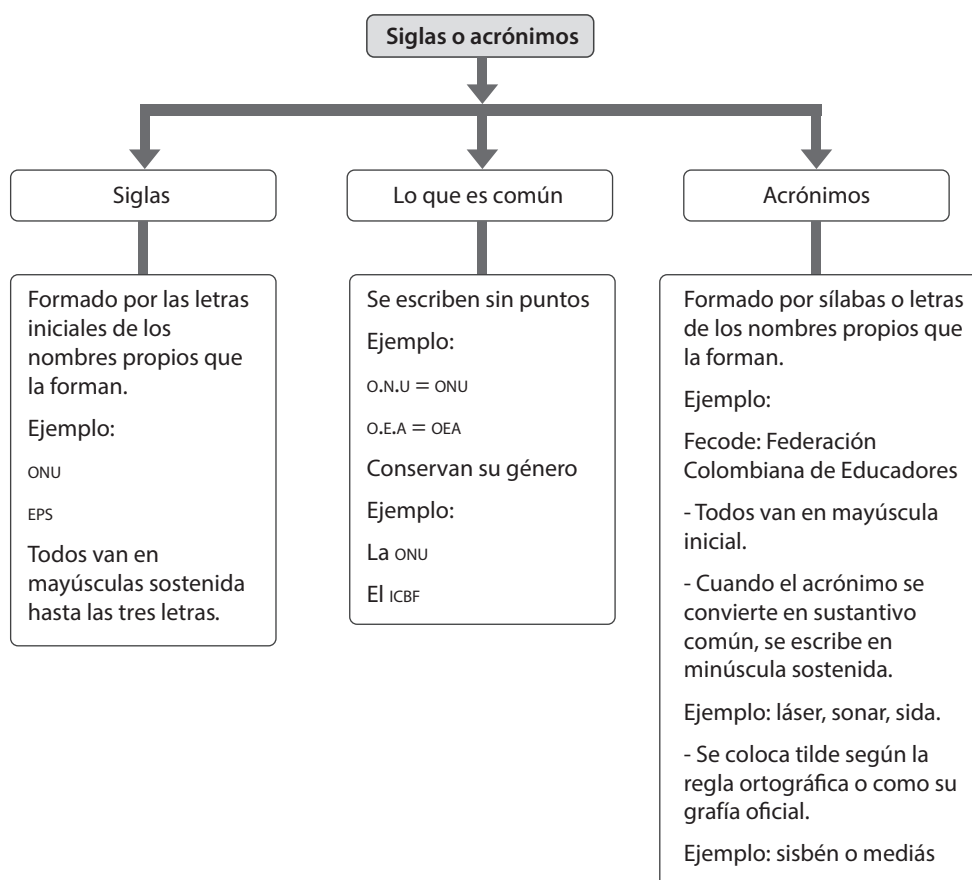 Siglas o acrónimos
Siglas
Formado por las letras
iniciales de los
nombres propios que
la forman.
Ejemplo:
ONU
EPS
Todos van en
mayúsculas sostenida
hasta las tres letras.
Lo que es común
Se escriben sin puntos
Ejemplo:
O.N.U = ONU
O.E.A = OEA
Conservan su género
Ejemplo:
La ONU
El ICBF
Acrónimos
Formado por sílabas o letras
de los nombres propios que
la forman.
Ejemplo:
Fecode: Federación
Colombiana de Educadores
- Todos van en mayúscula
inicial.
- Cuando el acrónimo se
convierte en sustantivo
común, se escribe en
minúscula sostenida.
Ejemplo: láser, sonar, sida.
- Se coloca tilde según la
regla ortográfica o como su
grafía oficial.
Ejemplo: sisbén o mediás